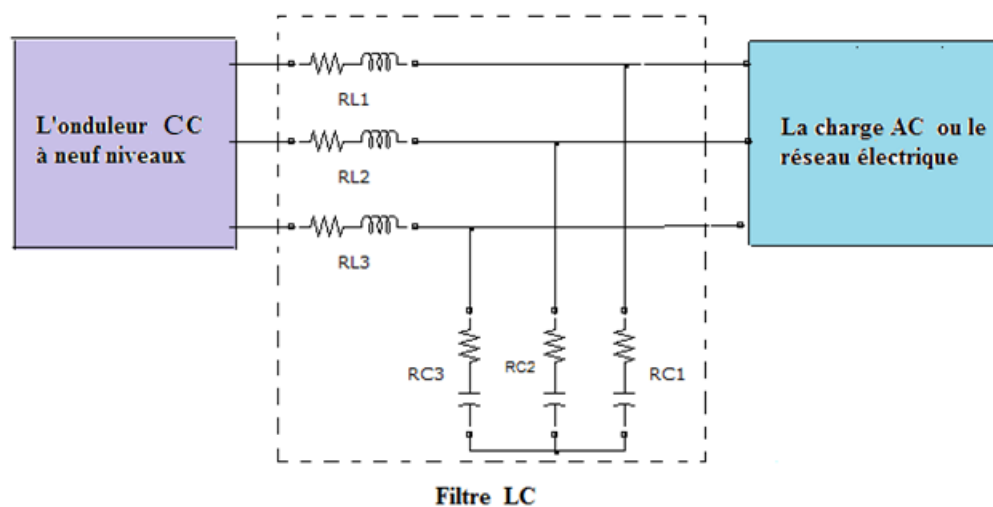 L'onduleur CC
à neuf niveaux
RL1
RL2
RL3
RC3
RC2
RC1
La charge AC ou le
réseau électrique
Filtre LC